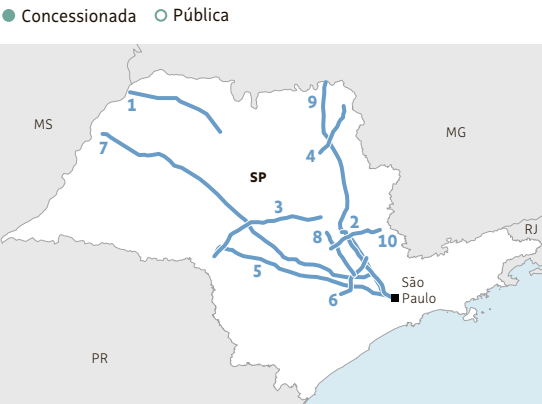 Concessionada Pública
9
1
MS
MG
7
4
SP
3
2
RJ
8
10
5
São
Paulo
6
PR